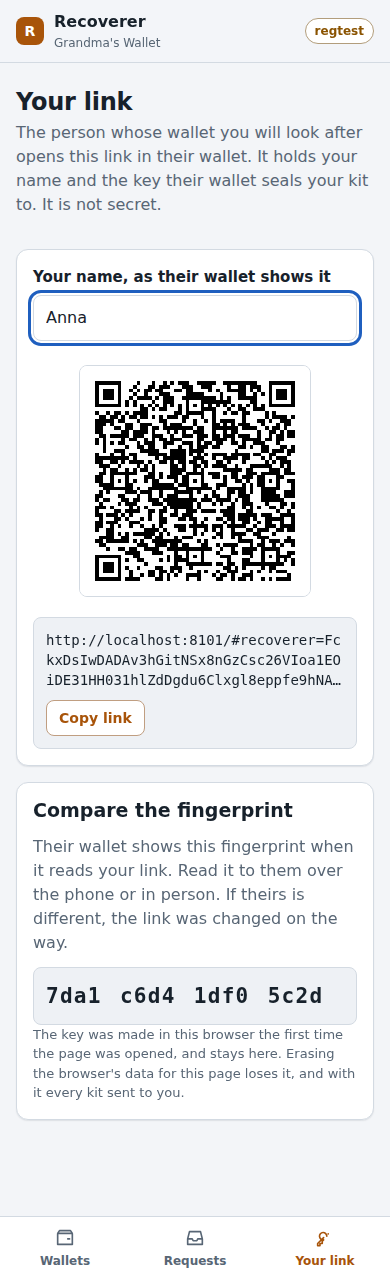 R
Recoverer
Grandma's Wallet
regtest
Your link
The person whose wallet you will look after
opens this link in their wallet. It holds your
name and the key their wallet seals your kit
to. It is not secret.
Your name, as their wallet shows it
Anna
http://localhost:8101/#recoverer=Fc
kxDsIwDADAv3hGitNSx8nGzCsc26VIoa1EO
iDE31HH031hlZdDgdu6Clxgl8eppfe9hNA…
Copy link
Compare the fingerprint
Their wallet shows this fingerprint when
it reads your link. Read it to them over
the phone or in person. If theirs is
different, the link was changed on the
way.
7da1 c6d4 1df0 5c2d
The key was made in this browser the first time
the page was opened, and stays here. Erasing
the browser's data for this page loses it, and with
it every kit sent to you.
Wallets
Requests
Your link